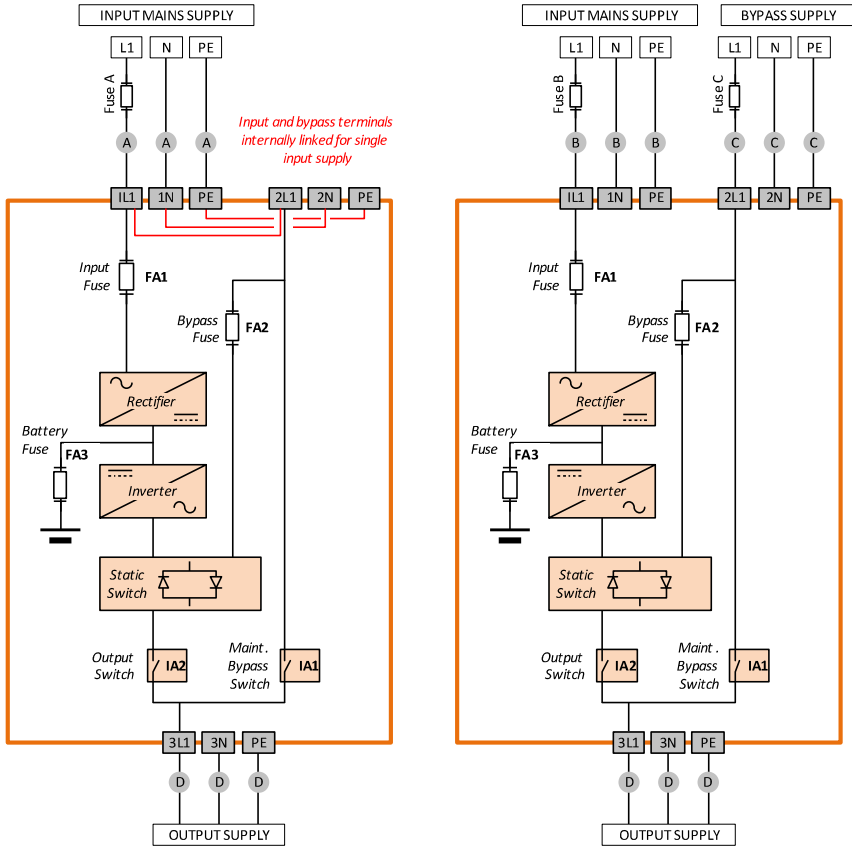 INPUT MAINS SUPPLY
L1 N PE
Fuse A
A A A
Input and bypass terminals
internally linked for single
input supply
IL1 1N PE 2L1 2N PE
Input
Fuse
FA1
Bypass
Fuse
FA2
Rectifier
Battery
Fuse
FA3
Inverter
Static
Switch
Output
Switch
IA2
Maint.
Bypass
Switch
IA1
3L1 3N PE
D D D
OUTPUT SUPPLY
INPUT MAINS SUPPLY
BYPASS SUPPLY
L1 N PE L1 N PE
Fuse B
Fuse C
B B B C C C
IL1 1N PE 2L1 2N PE
Input
Fuse
FA1
Bypass
Fuse
FA2
Rectifier
Battery
Fuse
FA3
Inverter
Static
Switch
Output
Switch
IA2
Maint.
Bypass
Switch
IA1
3L1 3N PE
D D D
OUTPUT SUPPLY